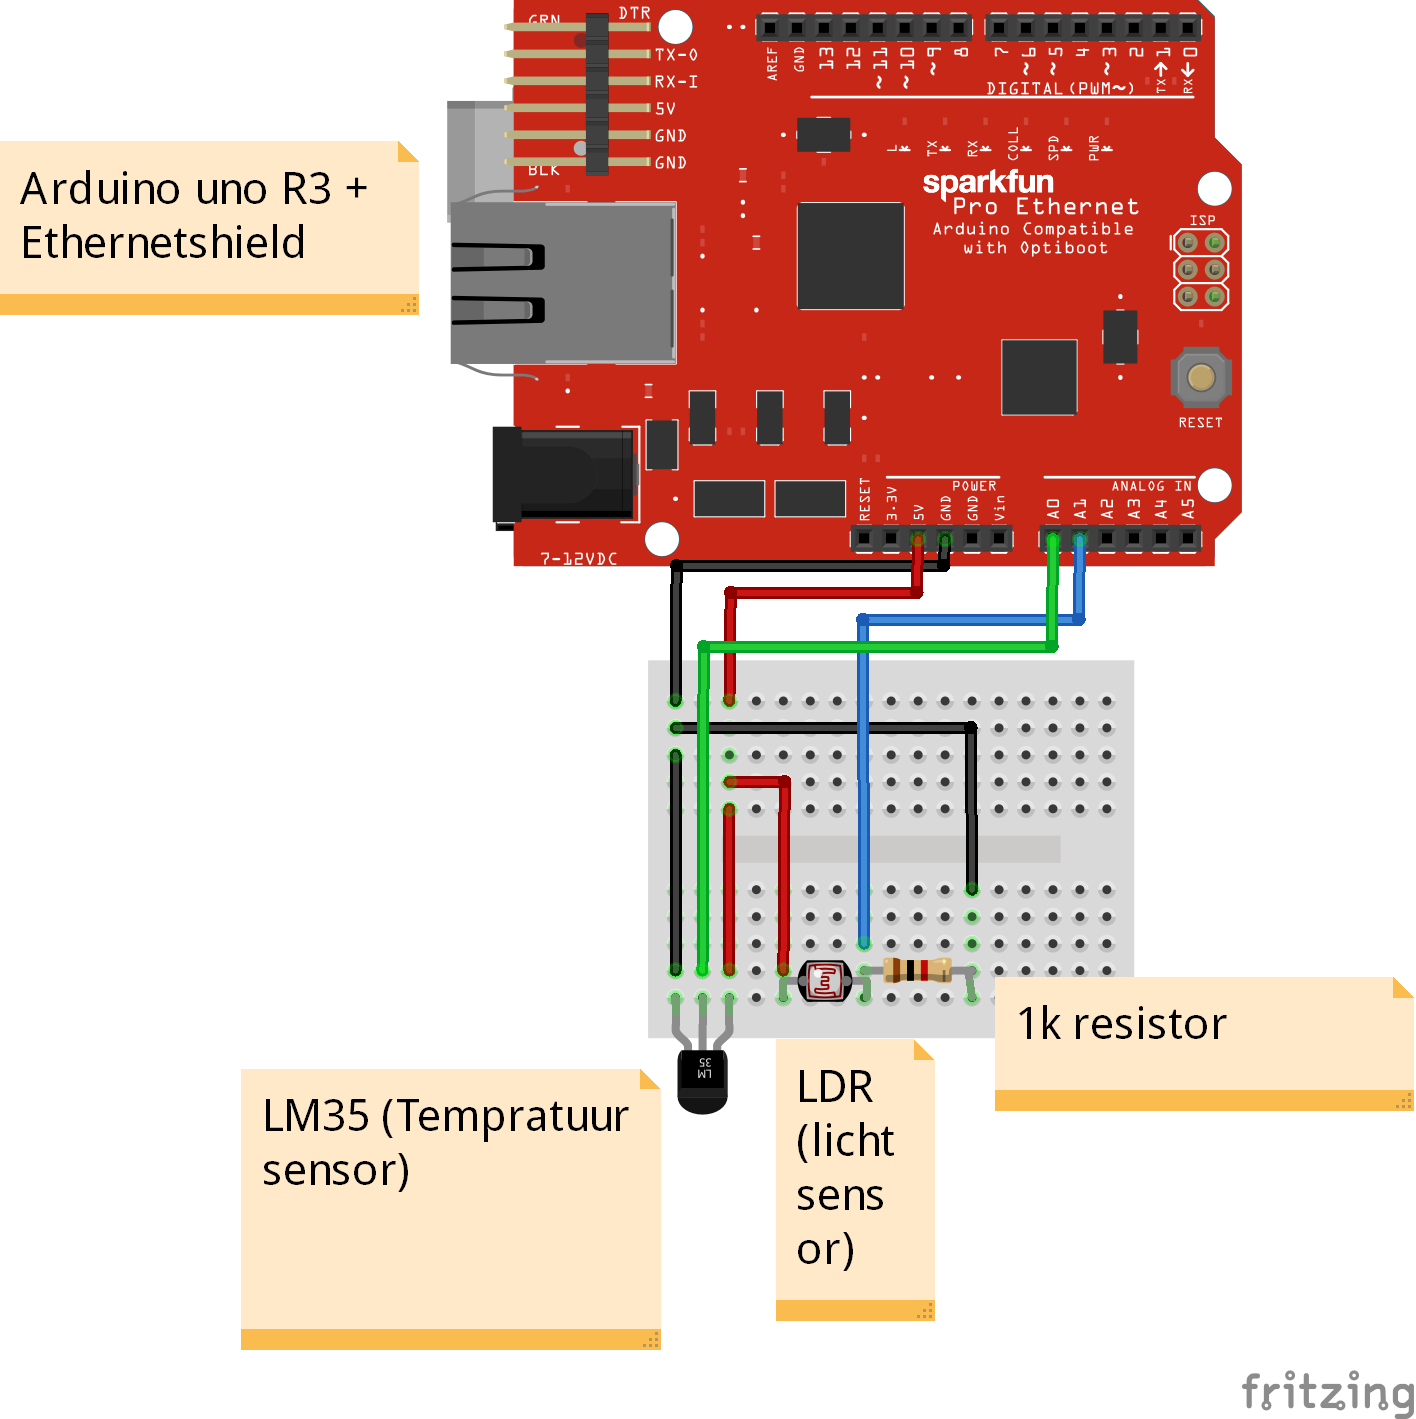 GRN
DTR
TX-0
RX-I
5V
GND
GND
BLK
AREF
GND
13
12
~11
~10
~9
8
7
~6
~5
4
~3
2
TX→1
RX←0
DIGITAL (PWM~)
L
TX
RX
COLL
SPD
PWR
sparkfun
Pro Ethernet
Arduino Compatible
with Optiboot
ISP
RESET
Arduino uno R3 +
Ethernetshield
7-12VDC
POWER
RESET
3.3V
5V
GND
GND
Vin
ANALOG IN
A0
A1
A2
A3
A4
A5
LM
35
1k resistor
LM35 (Tempratuur
sensor)
LDR
(licht
sens
or)
fritzing